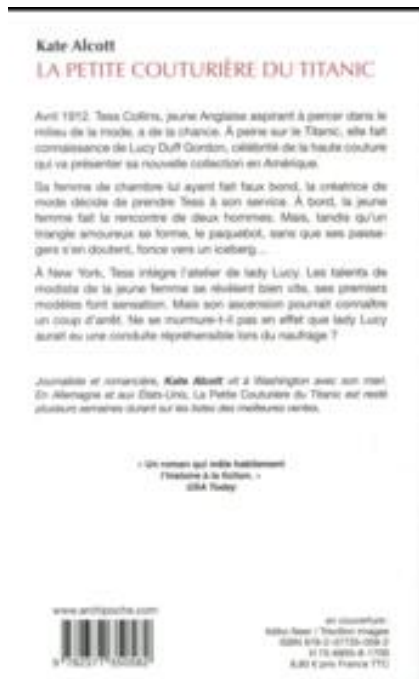 Kate Alcott
LA PETITE COUTURIÈRE DU TITANIC
Avril 1912. Tess Collins, jeune Anglaise aspirant à percer dans le
milieu de la mode, a de la chance. À peine sur le Titanic, elle fait
connaissance de Lucy Duff Gordon, célébrité de la haute couture
qui va présenter sa nouvelle collection en Amérique.
Sa femme de chambre lui ayant fait faux bond, la créatrice de
mode décide de prendre Tess à son service. À bord, la jeune
femme fait la rencontre de deux hommes. Mais, tandis qu'un
triangle amoureux se forme, le paquebot, sans que ses passa-
gers s'en doutent, fonce vers un iceberg…
À New York, Tess intègre l'atelier de lady Lucy. Les talents de
modiste de la jeune femme se révèlent bien vite, ses premiers
modèles font sensation. Mais son ascension pourrait connaître
un coup d'arrêt. Ne se murmure-t-il pas en effet que lady Lucy
aurait eu une conduite répréhensible lors du naufrage ?
Journaliste et romancière, Kate Alcott vit à Washington avec son mari.
En Allemagne et aux États-Unis, La Petite Couturière du Titanic est resté
plusieurs semaines durant sur les listes des meilleures ventes.
« Un roman qui mêle habilement
l'histoire à la fiction. »
USA Today
www.archipoche.com
en couverture :
/ Trevillion Images
ISBN
France TTC